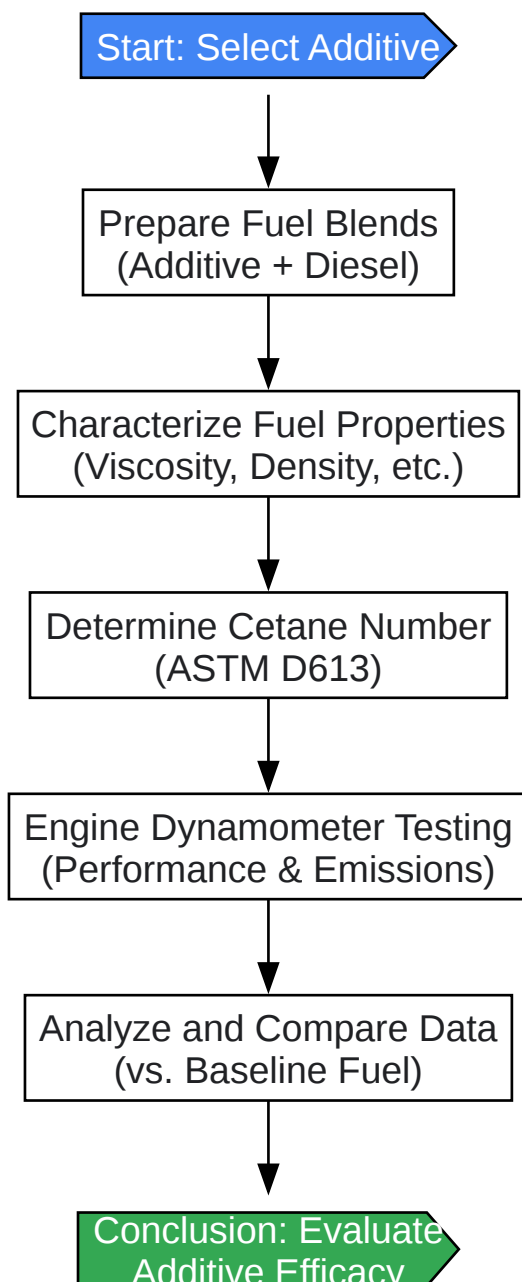 Start: Select Additive
Prepare Fuel Blends
(Additive + Diesel)
Characterize Fuel Properties
(Viscosity, Density, etc.)
Determine Cetane Number
(ASTM D613)
Engine Dynamometer Testing
(Performance & Emissions)
Analyze and Compare Data
(vs. Baseline Fuel)
Conclusion: Evaluate
Additive Efficacy